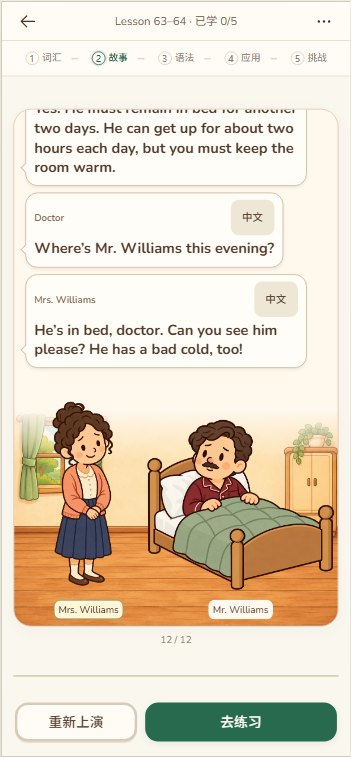 Lesson 63–64 · 已学 0/5
1 词汇 – 2 故事 – 3 语法 – 4 应用 – 5 挑战
Yes. He must remain in bed for another
two days. He can get up for about two
hours each day, but you must keep the
room warm.
Doctor
中文
Where's Mr. Williams this evening?
Mrs. Williams
中文
He's in bed, doctor. Can you see him
please? He has a bad cold, too!
Mrs. Williams
Mr. Williams
12 / 12
重新上演
去练习